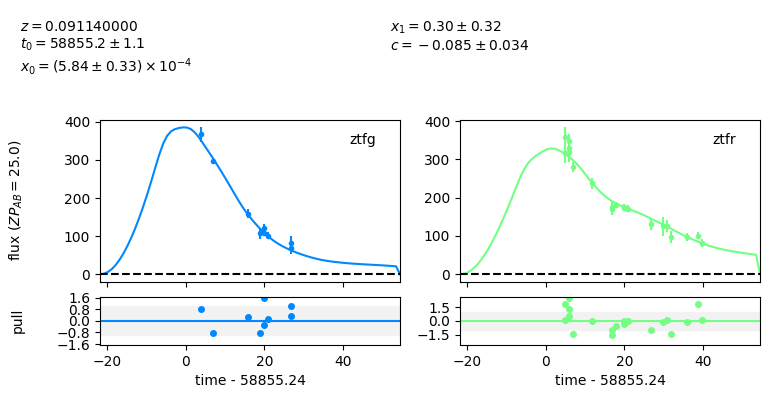 z = 0.091140000
t₀ = 58855.2 ± 1.1
x₀ = (5.84 ± 0.33) × 10⁻⁴
x₁ = 0.30 ± 0.32
c = −0.085 ± 0.034
flux (ZP_AB = 25.0)
400
300
200
100
0
ztfg
400
300
200
100
0
ztfr
pull
1.6
0.8
0.0
−0.8
−1.6
−20
0
20
40
time - 58855.24
1.5
0.0
−1.5
−20
0
20
40
time - 58855.24